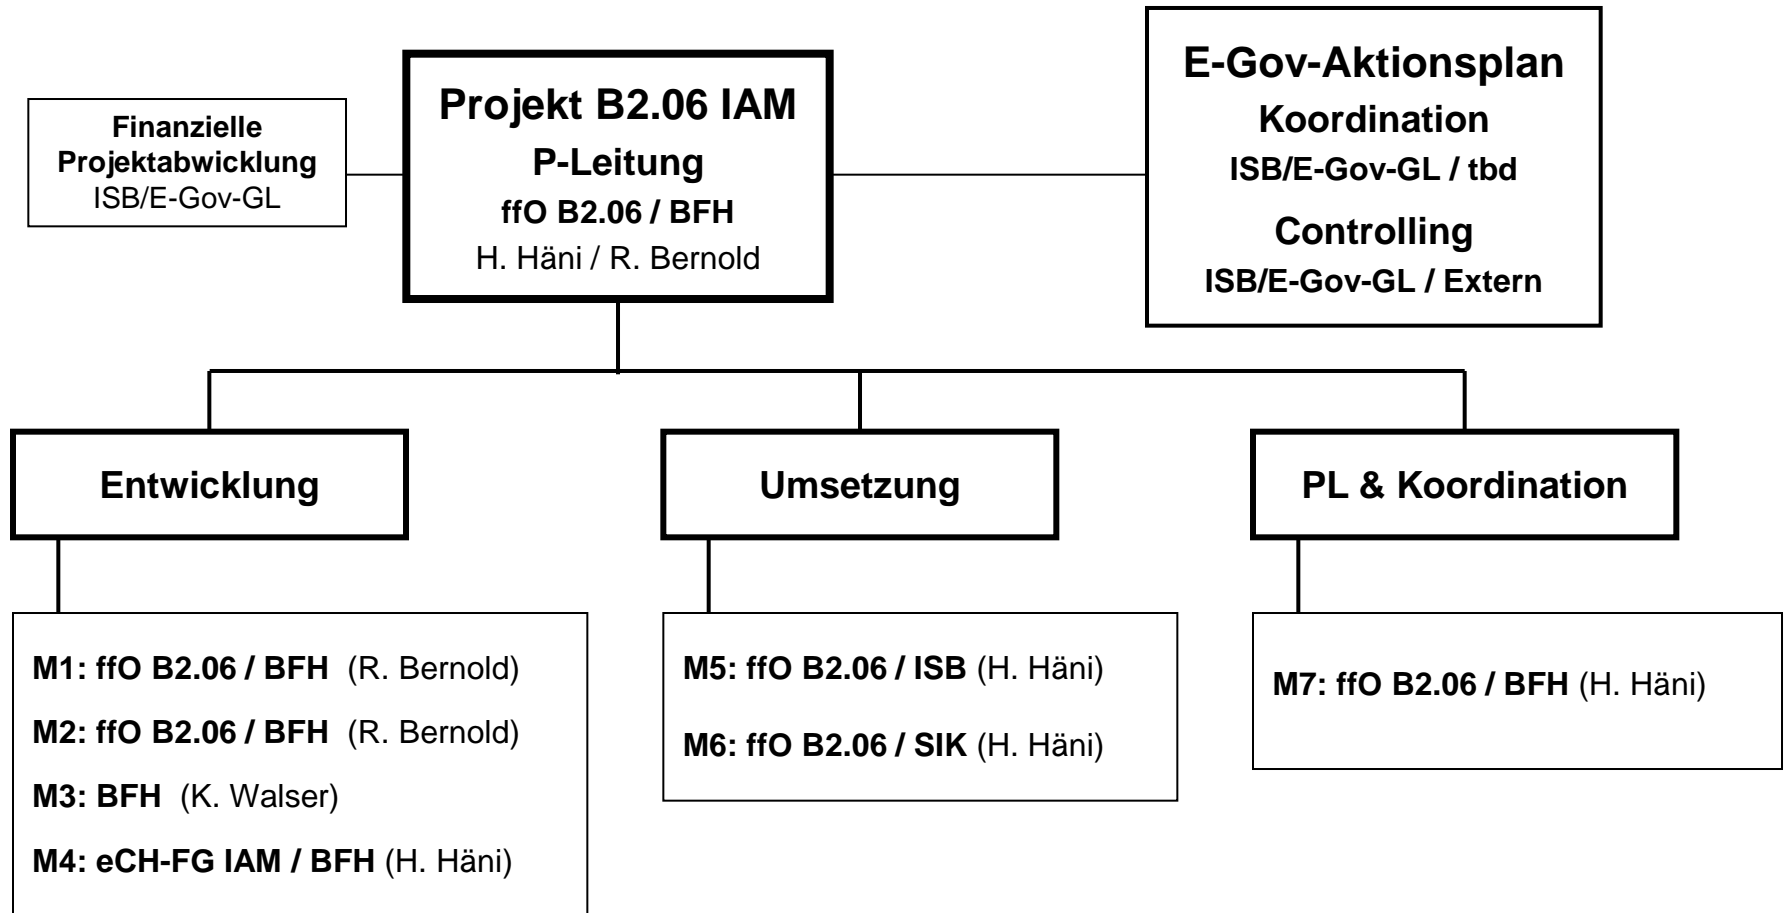 Finanzielle
Projektabwicklung
ISB/E-Gov-GL
Projekt B2.06 IAM
P-Leitung
ffO B2.06 / BFH
H. Häni / R. Bernold
E-Gov-Aktionsplan
Koordination
ISB/E-Gov-GL / tbd
Controlling
ISB/E-Gov-GL / Extern
Entwicklung
Umsetzung
PL & Koordination
M1: ffO B2.06 / BFH (R. Bernold)
M2: ffO B2.06 / BFH (R. Bernold)
M3: BFH (K. Walser)
M4: eCH-FG IAM / BFH (H. Häni)
M5: ffO B2.06 / ISB (H. Häni)
M6: ffO B2.06 / SIK (H. Häni)
M7: ffO B2.06 / BFH (H. Häni)